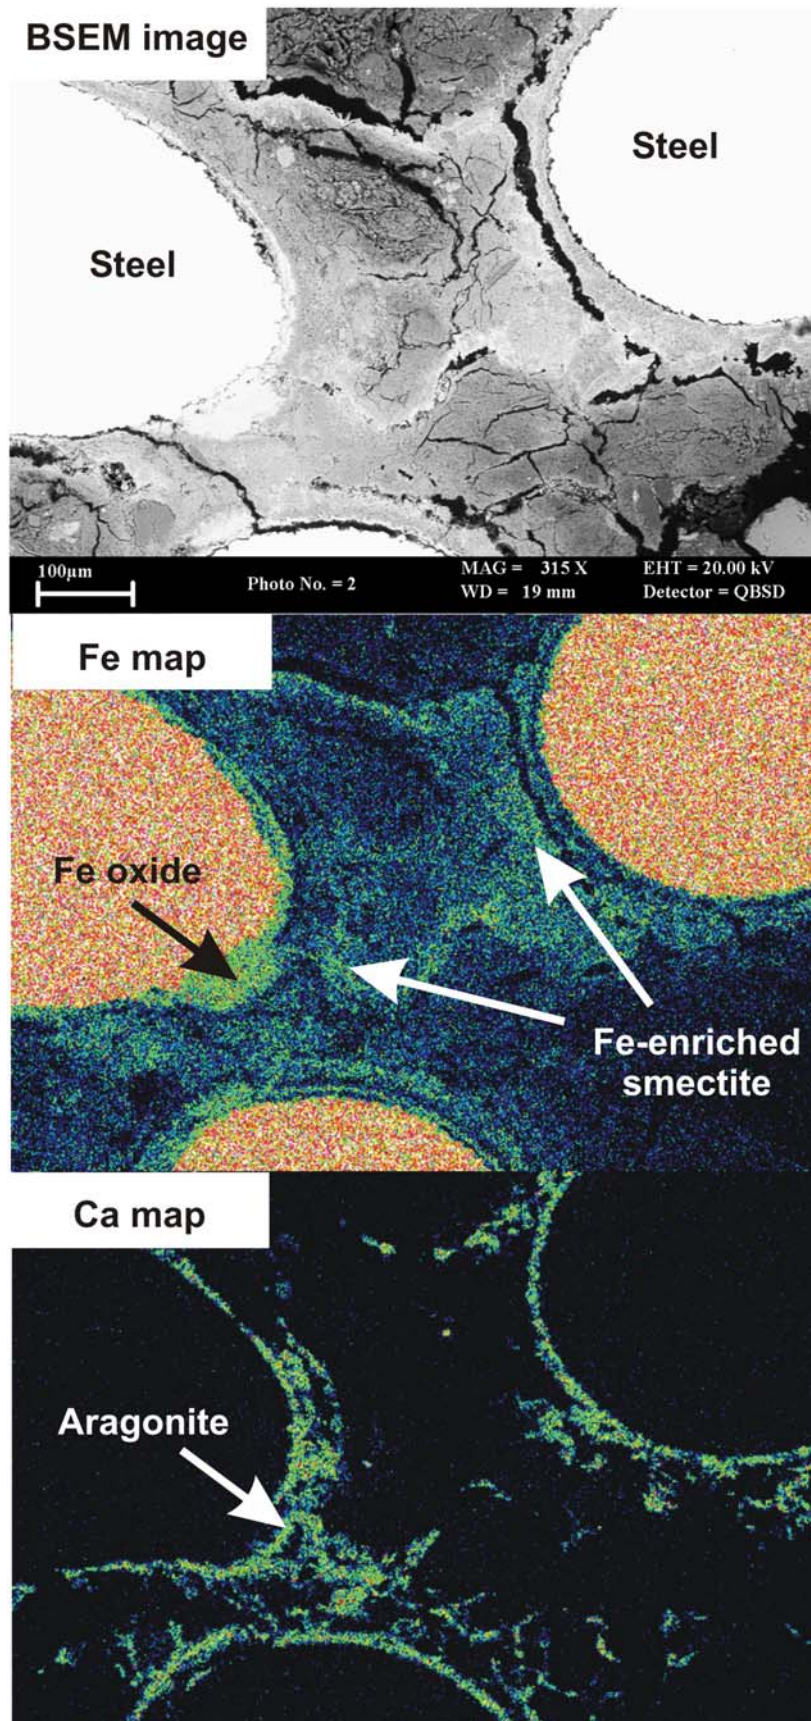 BSEM image
Steel
Steel
100µm
Photo No. = 2
MAG = 315 X
WD = 19 mm
EHT = 20.00 kV
Detector = QBSD
Fe map
Fe oxide
Fe-enriched
smectite
Ca map
Aragonite